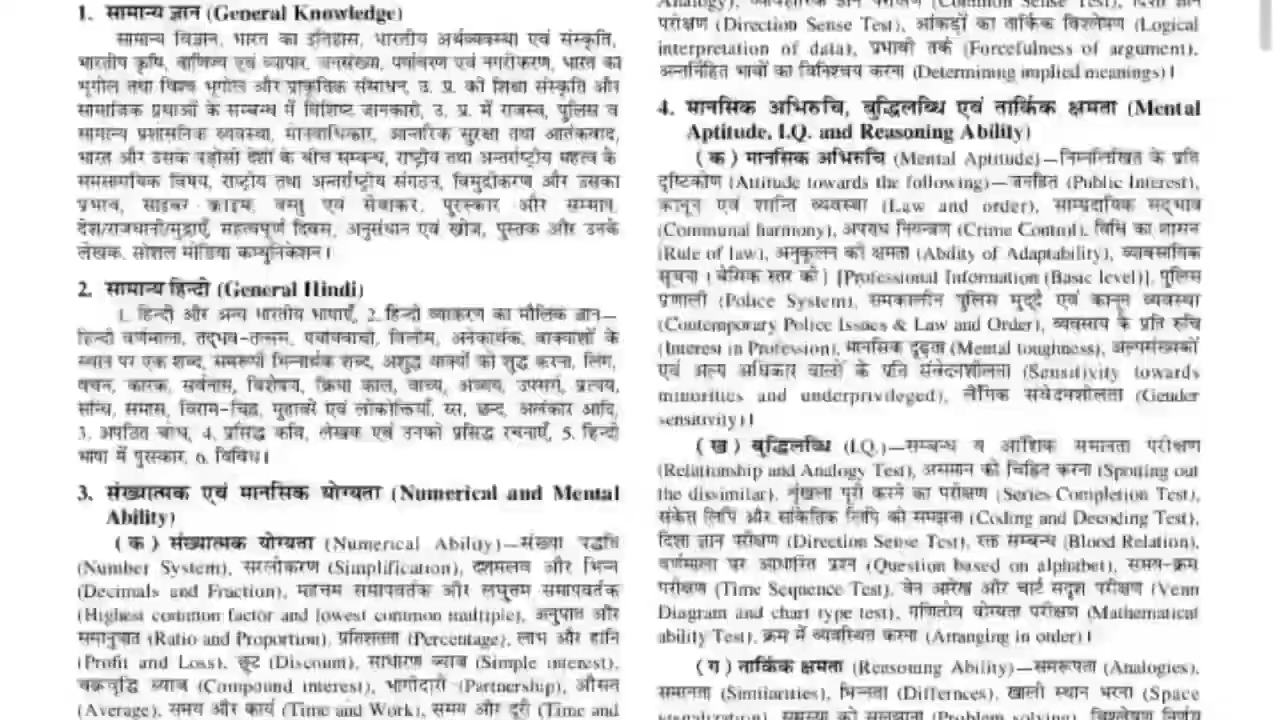 1. सामान्य ज्ञान (General Knowledge)
सामान्य विज्ञान, भारत का इतिहास, भारतीय अर्थव्यवस्था एवं संस्कृति,
भारतीय कृषि, वाणिज्य एवं व्यापार, जनसंख्या, पर्यावरण एवं नगरीकरण, भारत का
भूगोल तथा विश्व भूगोल और प्राकृतिक संसाधन, उ. प्र. की शिक्षा संस्कृति और
सामाजिक प्रथाओं के सम्बन्ध में विशिष्ट जानकारी, उ. प्र. में राजस्व, पुलिस व
सामान्य प्रशासनिक व्यवस्था, मानवाधिकार, आन्तरिक सुरक्षा तथा आतंकवाद,
भारत और उसके पड़ोसी देशों के बीच सम्बन्ध, राष्ट्रीय तथा अन्तर्राष्ट्रीय महत्व के
समसामयिक विषय, राष्ट्रीय तथा अन्तर्राष्ट्रीय संगठन, विमुद्रीकरण और उसका
प्रभाव, साइबर क्राइम, वस्तु एवं सेवाकर, पुरस्कार और सम्मान,
देश/राजधानी/मुद्राएँ, महत्वपूर्ण दिवस, अनुसंधान एवं खोज, पुस्तक और उनके
लेखक, सोशल मीडिया कम्युनिकेशन।
2. सामान्य हिन्दी (General Hindi)
1. हिन्दी और अन्य भारतीय भाषाएँ, 2. हिन्दी व्याकरण का मौलिक ज्ञान—
हिन्दी वर्णमाला, तद्भव-तत्सम, पर्यायवाची, विलोम, अनेकार्थक, वाक्यांशों के
स्थान पर एक शब्द, समरूपी भिन्नार्थक शब्द, अशुद्ध वाक्यों को शुद्ध करना, लिंग,
वचन, कारक, सर्वनाम, विशेषण, क्रिया काल, वाच्य, अव्यय, उपसर्ग, प्रत्यय,
सन्धि, समास, विराम-चिह्न, मुहावरे एवं लोकोक्तियाँ, रस, छन्द, अलंकार आदि,
3. अपठित बोध, 4. प्रसिद्ध कवि, लेखक एवं उनकी प्रसिद्ध रचनाएँ, 5. हिन्दी
भाषा में पुरस्कार, 6. विविध।
3. संख्यात्मक एवं मानसिक योग्यता (Numerical and Mental
Ability)
( क ) संख्यात्मक योग्यता (Numerical Ability)—संख्या पद्धति
(Number System), सरलीकरण (Simplification), दशमलव और भिन्न
(Decimals and Fraction), महत्तम समापवर्तक और लघुत्तम समापवर्तक
(Highest common factor and lowest common multiple), अनुपात और
समानुपात (Ratio and Proportion), प्रतिशतता (Percentage), लाभ और हानि
(Profit and Loss), छूट (Discount), साधारण ब्याज (Simple interest),
चक्रवृद्धि ब्याज (Compound interest), भागीदारी (Partnership), औसत
(Average), समय और कार्य (Time and Work), समय और दूरी (Time and
परीक्षण (Direction Sense Test), आंकड़ों का तार्किक विश्लेषण (Logical
interpretation of data), प्रभावी तर्क (Forcefulness of argument),
अन्तर्निहित भावों का विनिश्चय करना (Determining implied meanings)।
4. मानसिक अभिरुचि, बुद्धिलब्धि एवं तार्किक क्षमता (Mental
Aptitude, I.Q. and Reasoning Ability)
( क ) मानसिक अभिरुचि (Mental Aptitude)—निम्नलिखित के प्रति
दृष्टिकोण (Attitude towards the following)—जनहित (Public Interest),
कानून एवं शान्ति व्यवस्था (Law and order), साम्प्रदायिक सद्भाव
(Communal harmony), अपराध नियन्त्रण (Crime Control), विधि का शासन
(Rule of law), अनुकूलन की क्षमता (Ability of Adaptability), व्यावसायिक
सूचना (बेसिक स्तर की) [Professional Information (Basic level)], पुलिस
प्रणाली (Police System), समकालीन पुलिस मुद्दे एवं कानून व्यवस्था
(Contemporary Police Issues & Law and Order), व्यवसाय के प्रति रुचि
(Interest in Profession), मानसिक दृढ़ता (Mental toughness), अल्पसंख्यकों
एवं अल्प अधिकार वालों के प्रति संवेदनशीलता (Sensitivity towards
minorities and underprivileged), लैंगिक संवेदनशीलता (Gender
sensitivity)।
( ख ) बुद्धिलब्धि (I.Q.)—सम्बन्ध व आंशिक समानता परीक्षण
(Relationship and Analogy Test), असमान को चिह्नित करना (Spotting out
the dissimilar), शृंखला पूरी करने का परीक्षण (Series Completion Test),
संकेत लिपि और सांकेतिक लिपि को समझना (Coding and Decoding Test),
दिशा ज्ञान परीक्षण (Direction Sense Test), रक्त सम्बन्ध (Blood Relation),
वर्णमाला पर आधारित प्रश्न (Question based on alphabet), समय-क्रम
परीक्षण (Time Sequence Test), वेन आरेख और चार्ट सदृश परीक्षण (Venn
Diagram and chart type test), गणितीय योग्यता परीक्षण (Mathematical
ability Test), क्रम में व्यवस्थित करना (Arranging in order)।
( ग ) तार्किक क्षमता (Reasoning Ability)—समरूपता (Analogies),
समानता (Similarities), भिन्नता (Differnces), खाली स्थान भरना (Space
visualization), समस्या को सुलझाना (Problem solving), विश्लेषण निर्णय